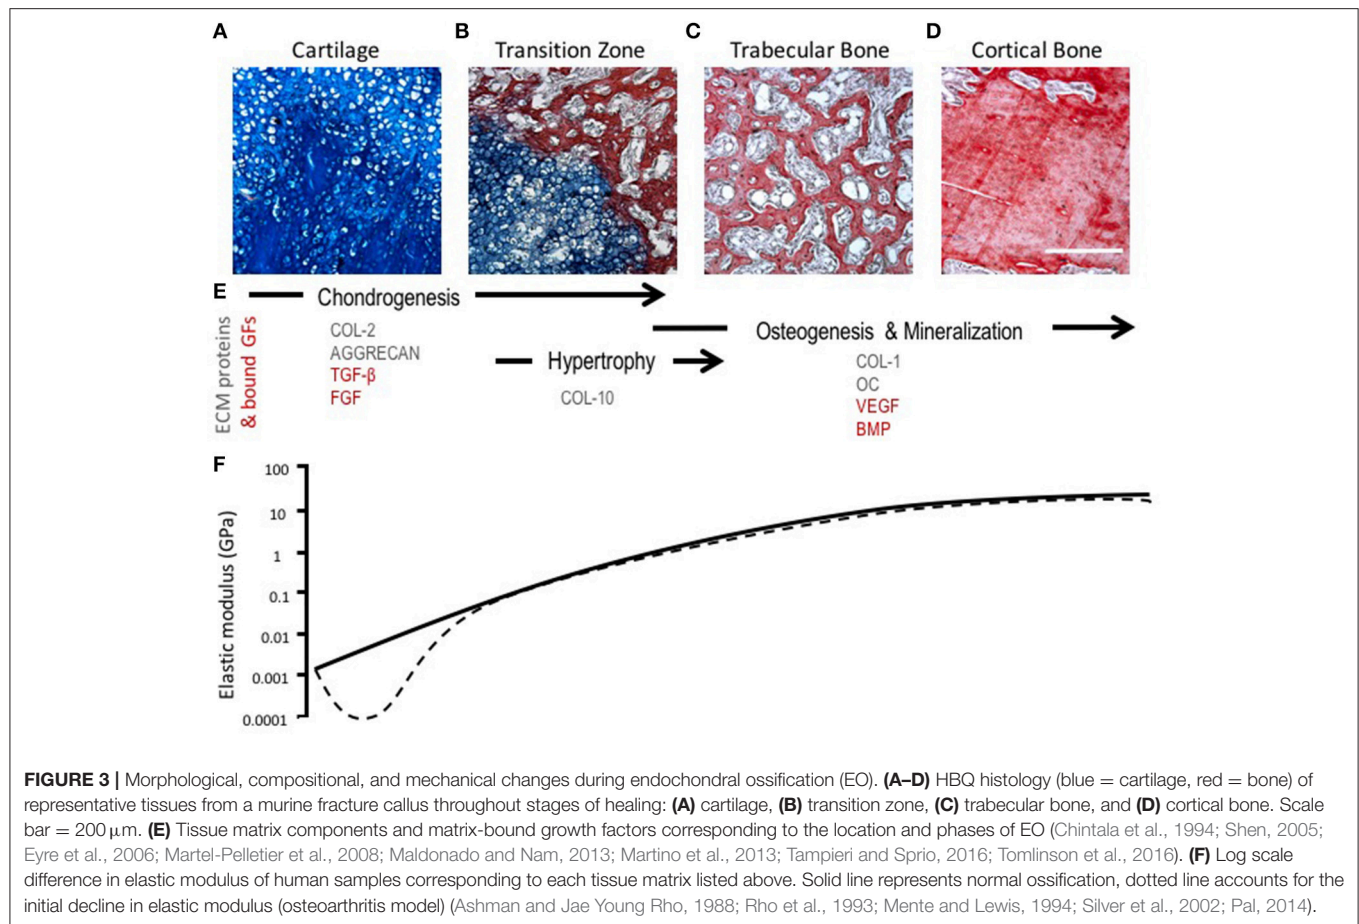 A
B
C
D
Cartilage
Transition Zone
Trabecular Bone
Cortical Bone
E
Chondrogenesis
ECM proteins
& bound GFs
COL-2
AGGRECAN
TGF-β
FGF
Hypertrophy
COL-10
Osteogenesis & Mineralization
COL-1
OC
VEGF
BMP
F
Elastic modulus (GPa)
100
10
1
0.1
0.01
0.001
0.0001
FIGURE 3 | Morphological, compositional, and mechanical changes during endochondral ossification (EO). (A–D) HBQ histology (blue = cartilage, red = bone) of
representative tissues from a murine fracture callus throughout stages of healing: (A) cartilage, (B) transition zone, (C) trabecular bone, and (D) cortical bone. Scale
bar = 200 μm. (E) Tissue matrix components and matrix-bound growth factors corresponding to the location and phases of EO (Chintala et al., 1994; Shen, 2005;
Eyre et al., 2006; Martel-Pelletier et al., 2008; Maldonado and Nam, 2013; Martino et al., 2013; Tampieri and Sprio, 2016; Tomlinson et al., 2016). (F) Log scale
difference in elastic modulus of human samples corresponding to each tissue matrix listed above. Solid line represents normal ossification, dotted line accounts for the
initial decline in elastic modulus (osteoarthritis model) (Ashman and Jae Young Rho, 1988; Rho et al., 1993; Mente and Lewis, 1994; Silver et al., 2002; Pal, 2014).